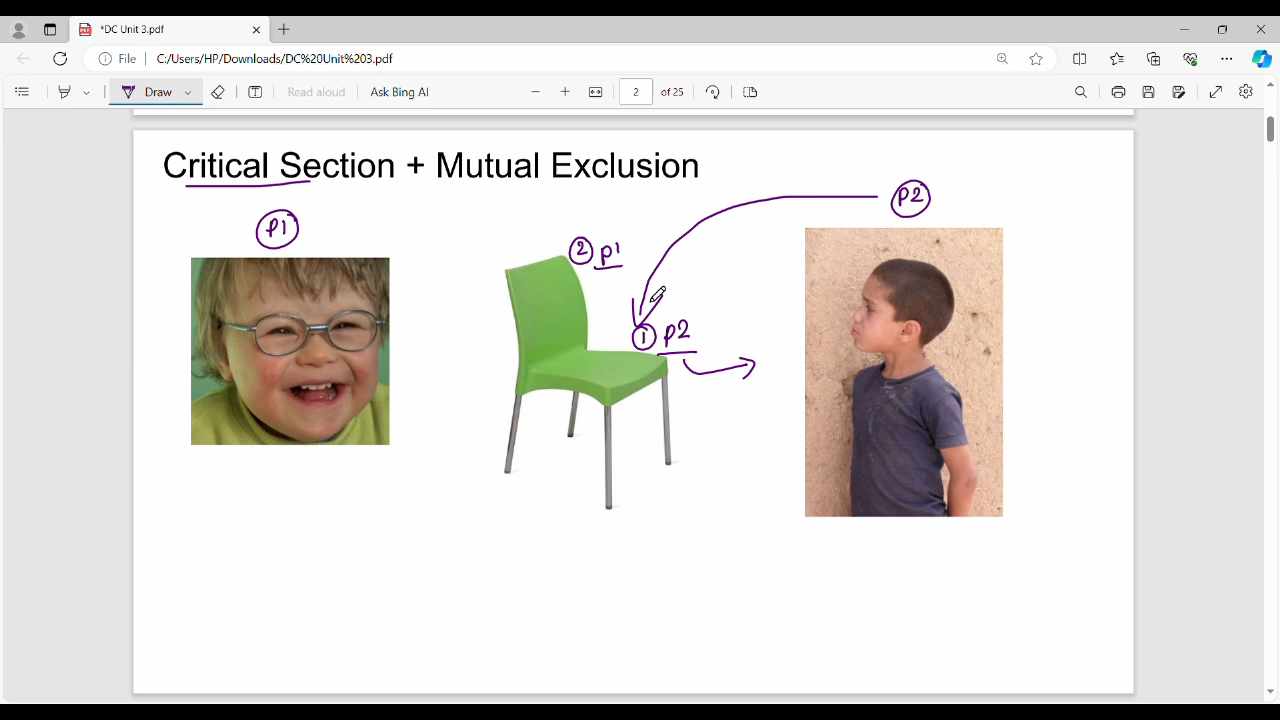 *DC Unit 3.pdf
File
C:/Users/HP/Downloads/DC%20Unit%203.pdf
Draw
Read aloud
Ask Bing AI
2
of 25
Critical Section + Mutual Exclusion
P1
P2
2 P1
1 P2